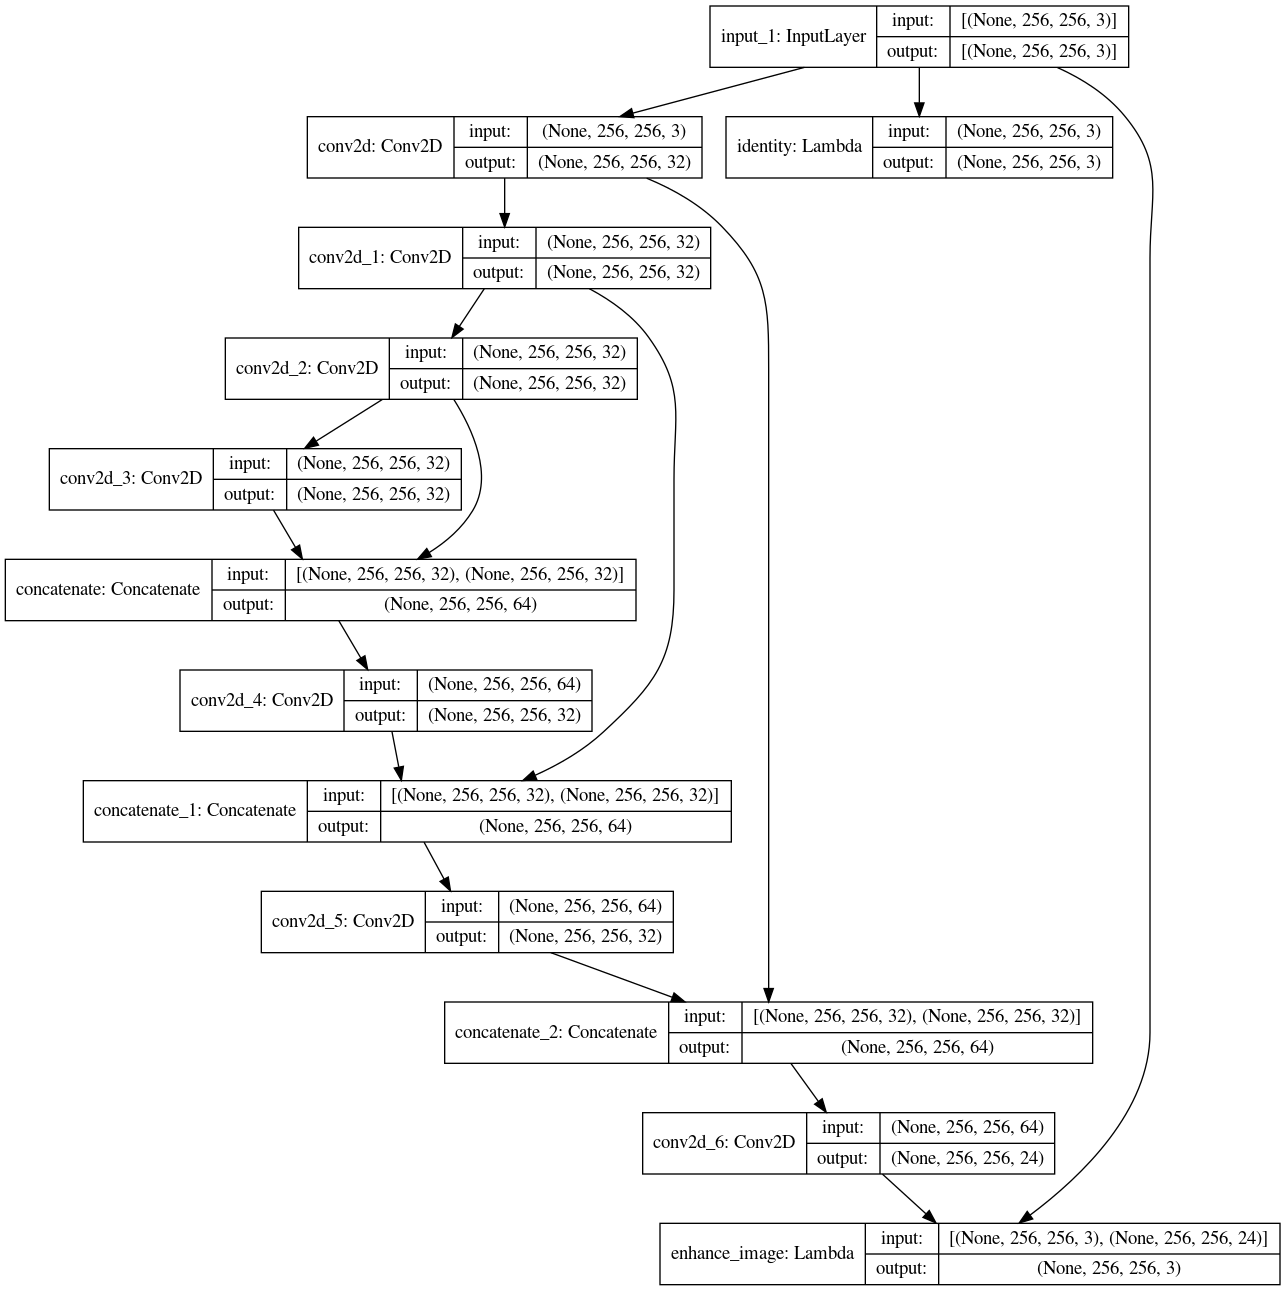 input_1: InputLayer
input:
[(None, 256, 256, 3)]
output:
[(None, 256, 256, 3)]
conv2d: Conv2D
input:
(None, 256, 256, 3)
output:
(None, 256, 256, 32)
identity: Lambda
input:
(None, 256, 256, 3)
output:
(None, 256, 256, 3)
conv2d_1: Conv2D
input:
(None, 256, 256, 32)
output:
(None, 256, 256, 32)
conv2d_2: Conv2D
input:
(None, 256, 256, 32)
output:
(None, 256, 256, 32)
conv2d_3: Conv2D
input:
(None, 256, 256, 32)
output:
(None, 256, 256, 32)
concatenate: Concatenate
input:
[(None, 256, 256, 32), (None, 256, 256, 32)]
output:
(None, 256, 256, 64)
conv2d_4: Conv2D
input:
(None, 256, 256, 64)
output:
(None, 256, 256, 32)
concatenate_1: Concatenate
input:
[(None, 256, 256, 32), (None, 256, 256, 32)]
output:
(None, 256, 256, 64)
conv2d_5: Conv2D
input:
(None, 256, 256, 64)
output:
(None, 256, 256, 32)
concatenate_2: Concatenate
input:
[(None, 256, 256, 32), (None, 256, 256, 32)]
output:
(None, 256, 256, 64)
conv2d_6: Conv2D
input:
(None, 256, 256, 64)
output:
(None, 256, 256, 24)
enhance_image: Lambda
input:
[(None, 256, 256, 3), (None, 256, 256, 24)]
output:
(None, 256, 256, 3)